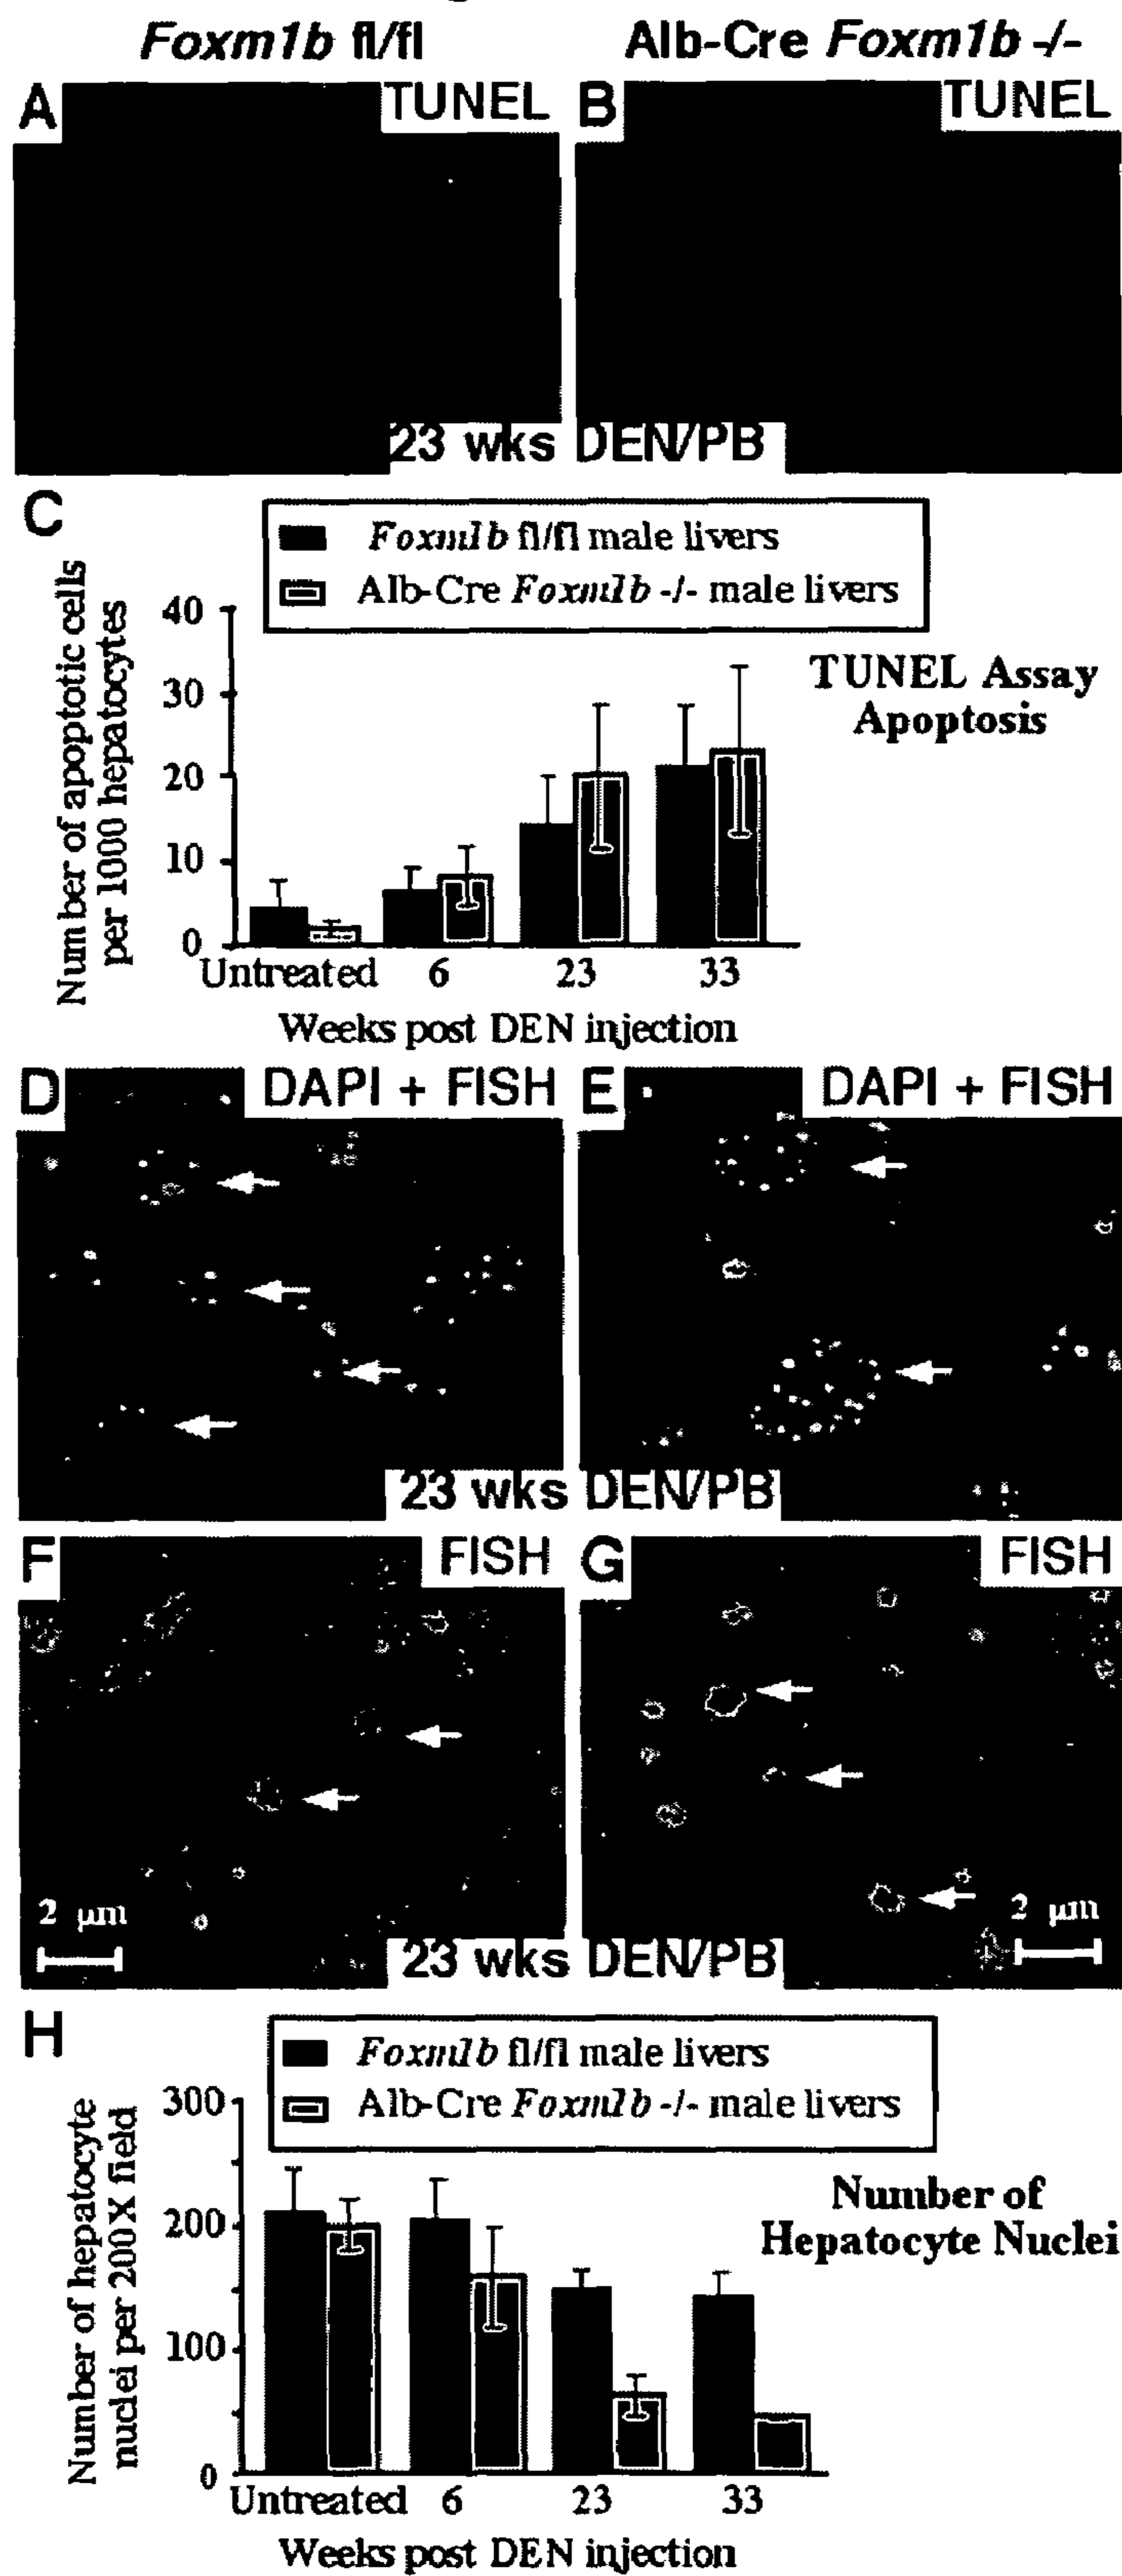 Foxm1b fl/fl
Alb-Cre Foxm1b -/-
A
TUNEL
B
TUNEL
23 wks DEN/PB
C
Foxm1b fl/fl male livers
Alb-Cre Foxm1b -/- male livers
Number of apoptotic cells
per 1000 hepatocytes
40
30
20
10
0
TUNEL Assay
Apoptosis
Untreated 6 23 33
Weeks post DEN injection
D
DAPI + FISH
E
DAPI + FISH
23 wks DEN/PB
F
FISH
G
FISH
2 µm
2 µm
23 wks DEN/PB
H
Foxm1b fl/fl male livers
Alb-Cre Foxm1b -/- male livers
Number of hepatocyte
nuclei per 200X field
300
200
100
0
Number of
Hepatocyte Nuclei
Untreated 6 23 33
Weeks post DEN injection